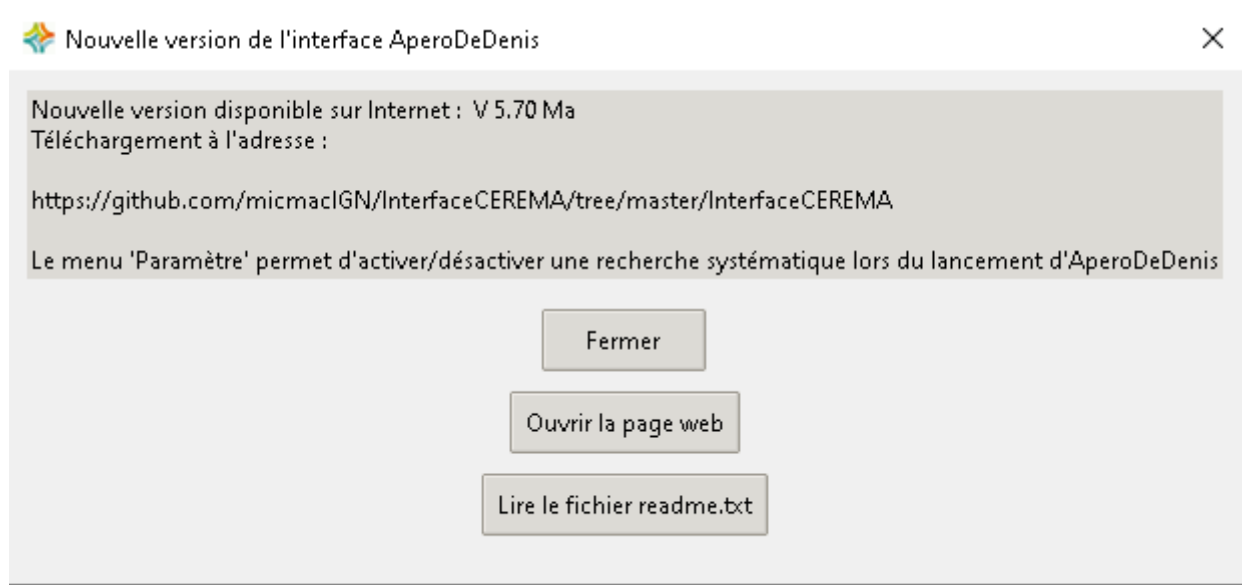 Nouvelle version de l'interface AperoDeDenis
Nouvelle version disponible sur Internet : V 5.70 Ma
Téléchargement à l'adresse :
https://github.com/micmacIGN/InterfaceCEREMA/tree/master/InterfaceCEREMA
Le menu 'Paramètre' permet d'activer/désactiver une recherche systématique lors du lancement d'AperoDeDenis
Fermer
Ouvrir la page web
Lire le fichier readme.txt